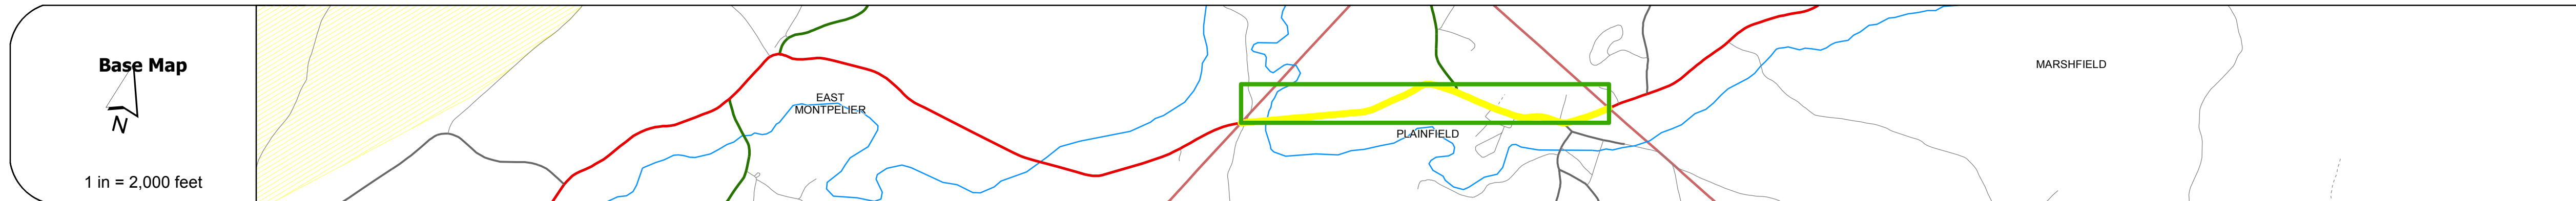 Base Map
N
1 in = 2,000 feet
EAST
MONTPELIER
PLAINFIELD
MARSHFIELD